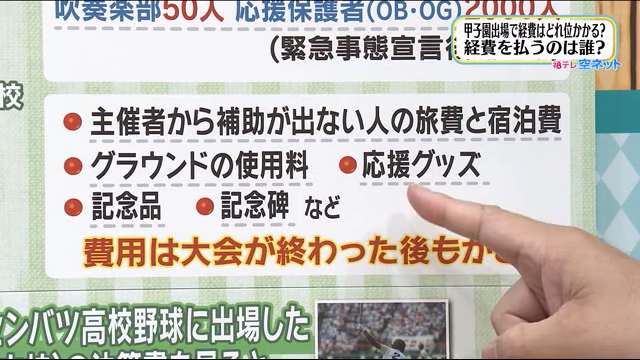 吹奏楽部50人 応援保護者(OB・OG)2000人
甲子園出場で経費はどれ位かかる?
経費を払うのは誰?
福テレ 空ネット
(緊急事態宣言
校
● 主催者から補助が出ない人の旅費と宿泊費
● グラウンドの使用料 ● 応援グッズ
● 記念品 ● 記念碑 など
費用は大会が終わった後もか
センバツ高校野球に出場した